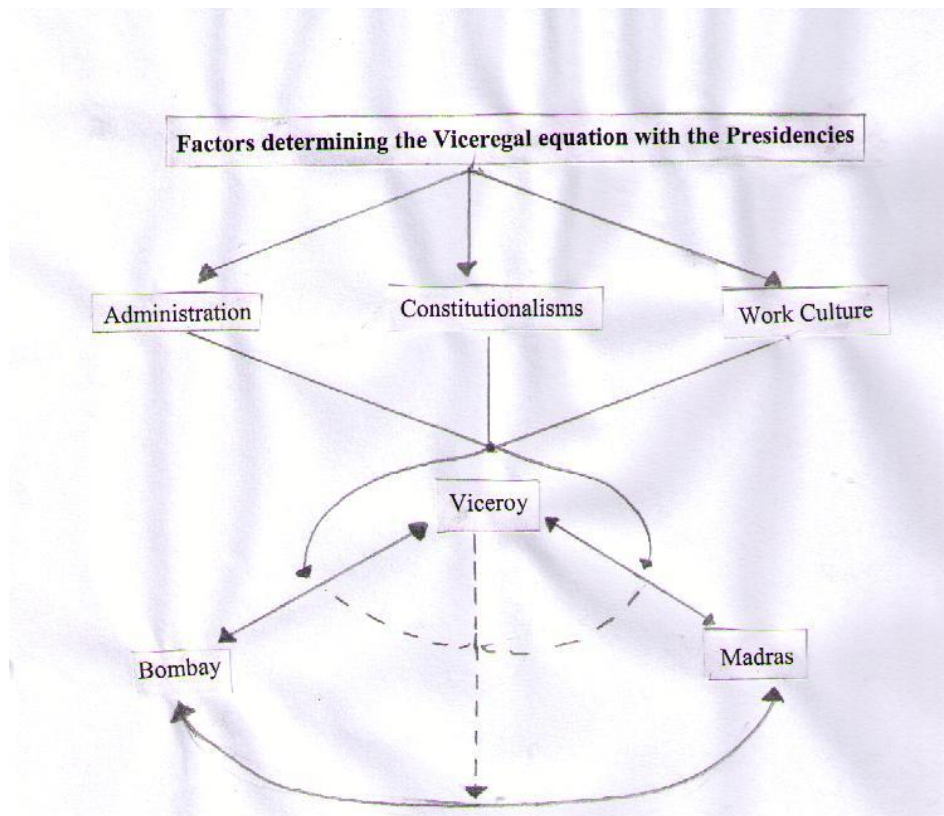 Factors determining the Viceregal equation with the Presidencies
Administration
Constitutionalisms
Work Culture
Viceroy
Bombay
Madras